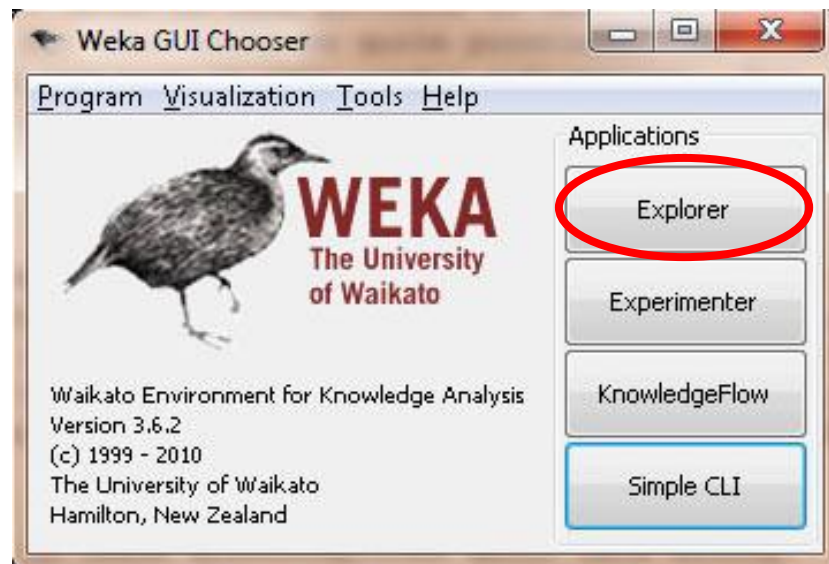 Weka GUI Chooser
Program Visualization Tools Help
WEKA
The University
of Waikato
Waikato Environment for Knowledge Analysis
Version 3.6.2
(c) 1999 - 2010
The University of Waikato
Hamilton, New Zealand
Applications
Explorer
Experimenter
KnowledgeFlow
Simple CLI